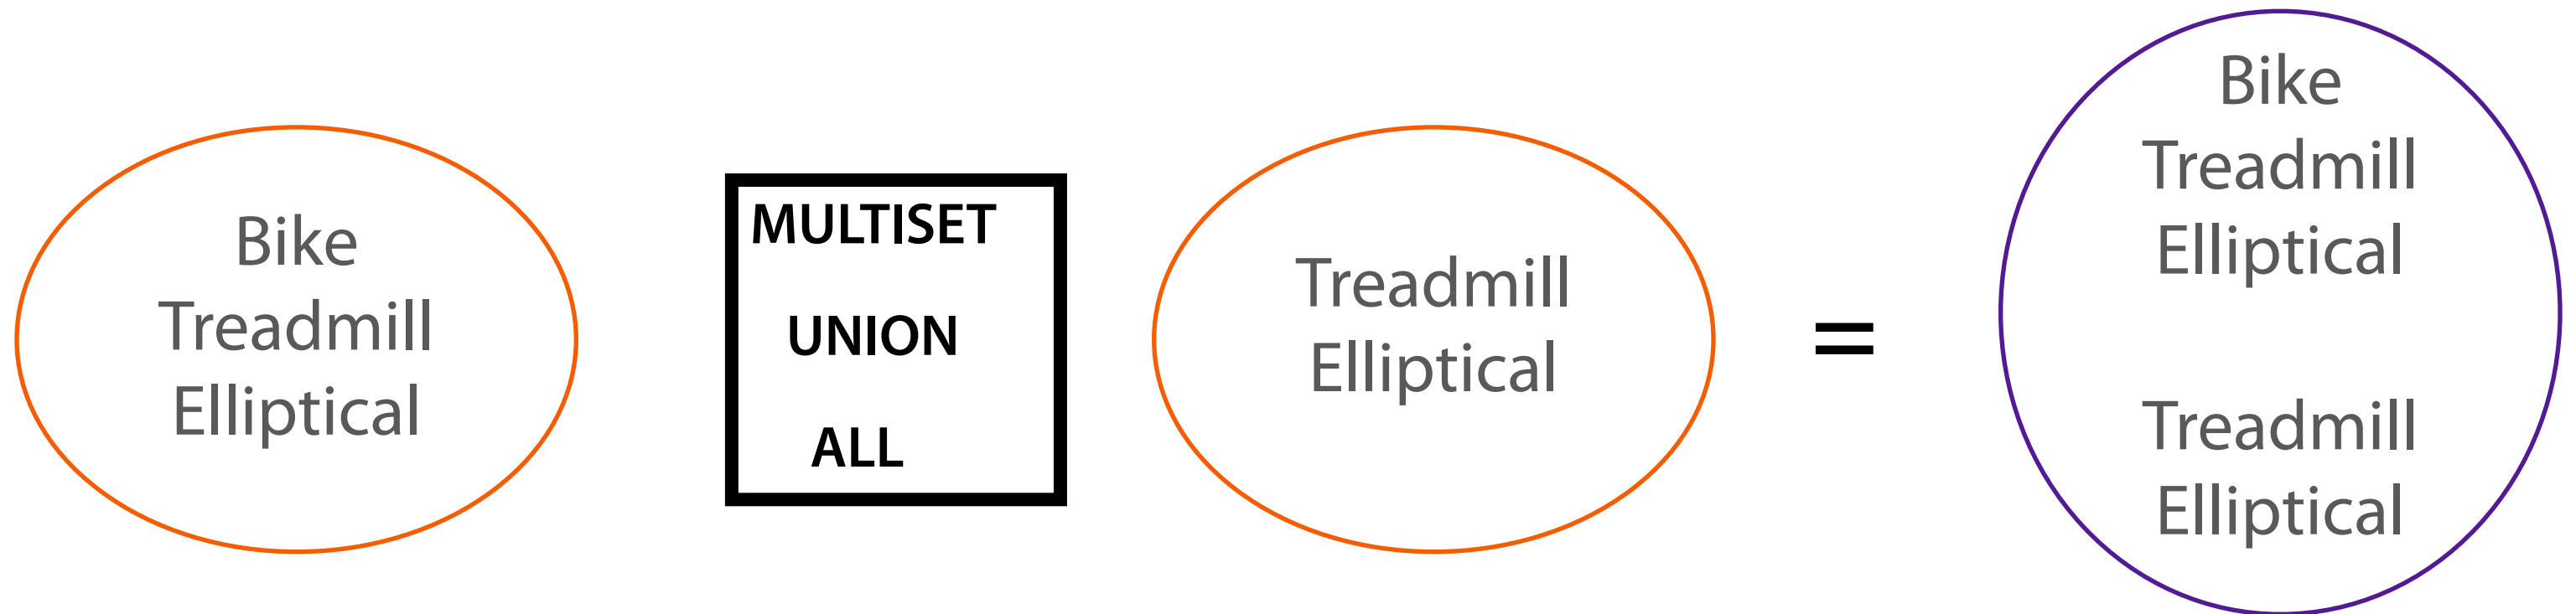 Bike
Treadmill
Elliptical
MULTISET
UNION
ALL
Treadmill
Elliptical
=
Bike
Treadmill
Elliptical
Treadmill
Elliptical